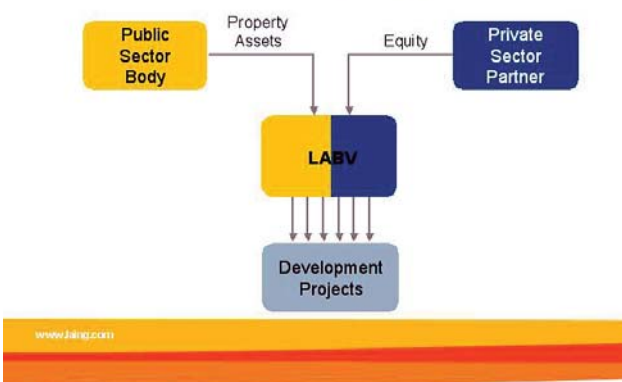 Public
Sector
Body
Property
Assets
Equity
Private
Sector
Partner
LABV
Development
Projects
www.laing.com